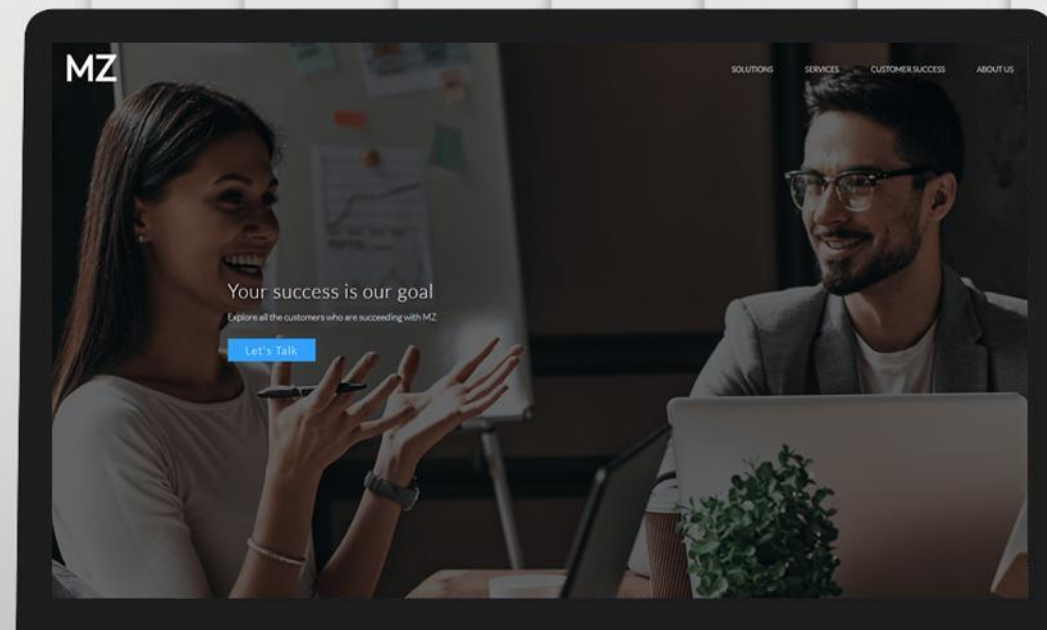 MZ
SOLUTIONS SERVICES CUSTOMER SUCCESS ABOUT US
Your success is our goal
Explore all the customers who are succeeding with MZ
Let's Talk